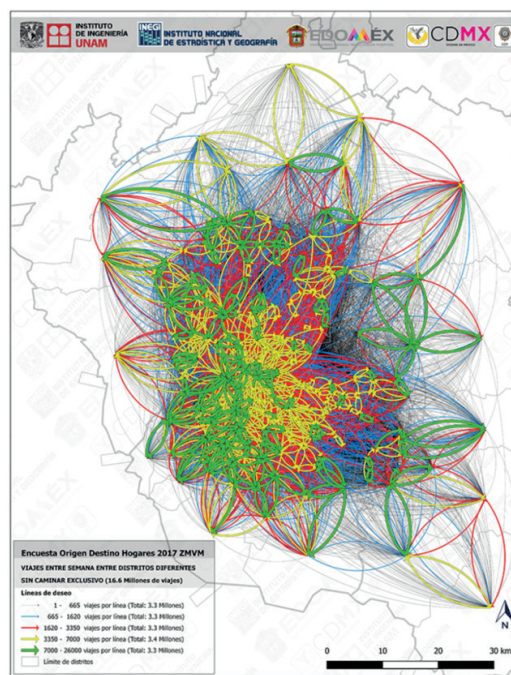 INSTITUTO
DE INGENIERÍA
UNAM
INEGI
INSTITUTO NACIONAL
DE ESTADÍSTICA Y GEOGRAFÍA
EDOMÉX
CDMX
CIUDAD DE MÉXICO
Encuesta Origen Destino Hogares 2017 ZMVM
VIAJES ENTRE SEMANA ENTRE DISTRITOS DIFERENTES
SIN CAMINAR EXCLUSIVO (16.6 Millones de viajes)
Líneas de deseo
1 - 665 viajes por línea (Total: 3.3 Millones)
665 - 1620 viajes por línea (Total: 3.3 Millones)
1620 - 3350 viajes por línea (Total: 3.3 Millones)
3350 - 7000 viajes por línea (Total: 3.4 Millones)
7000 - 26000 viajes por línea (Total: 3.3 Millones)
Límite de distritos
N
0 10 20 30 km